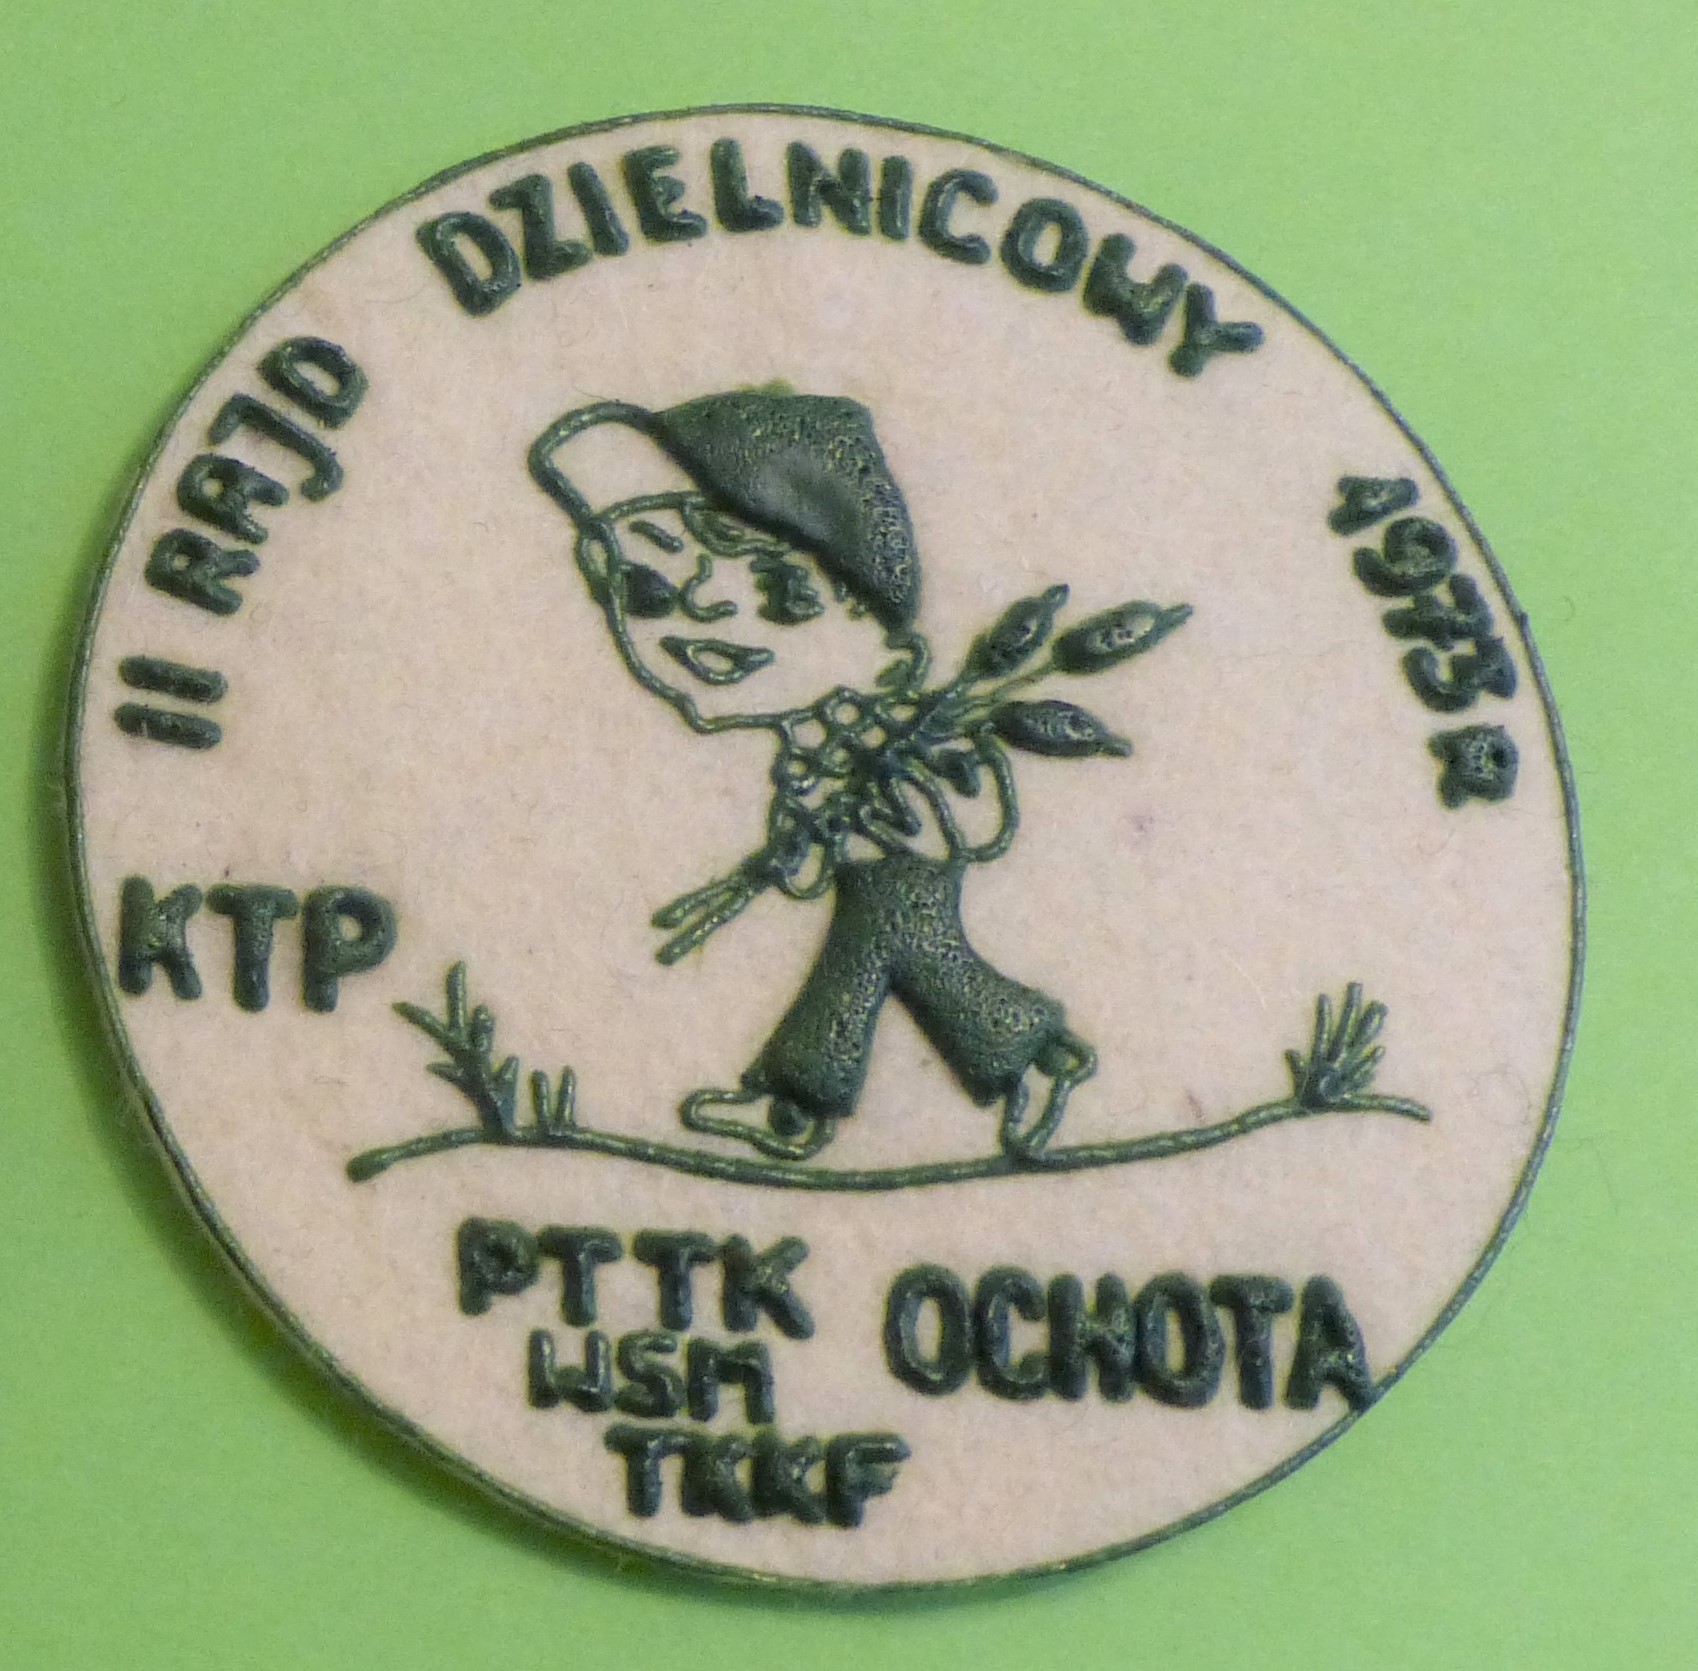 II RAJD DZIELNICOWY 1973 R
KTP
PTTK OCHOTA
WSM
TKKF